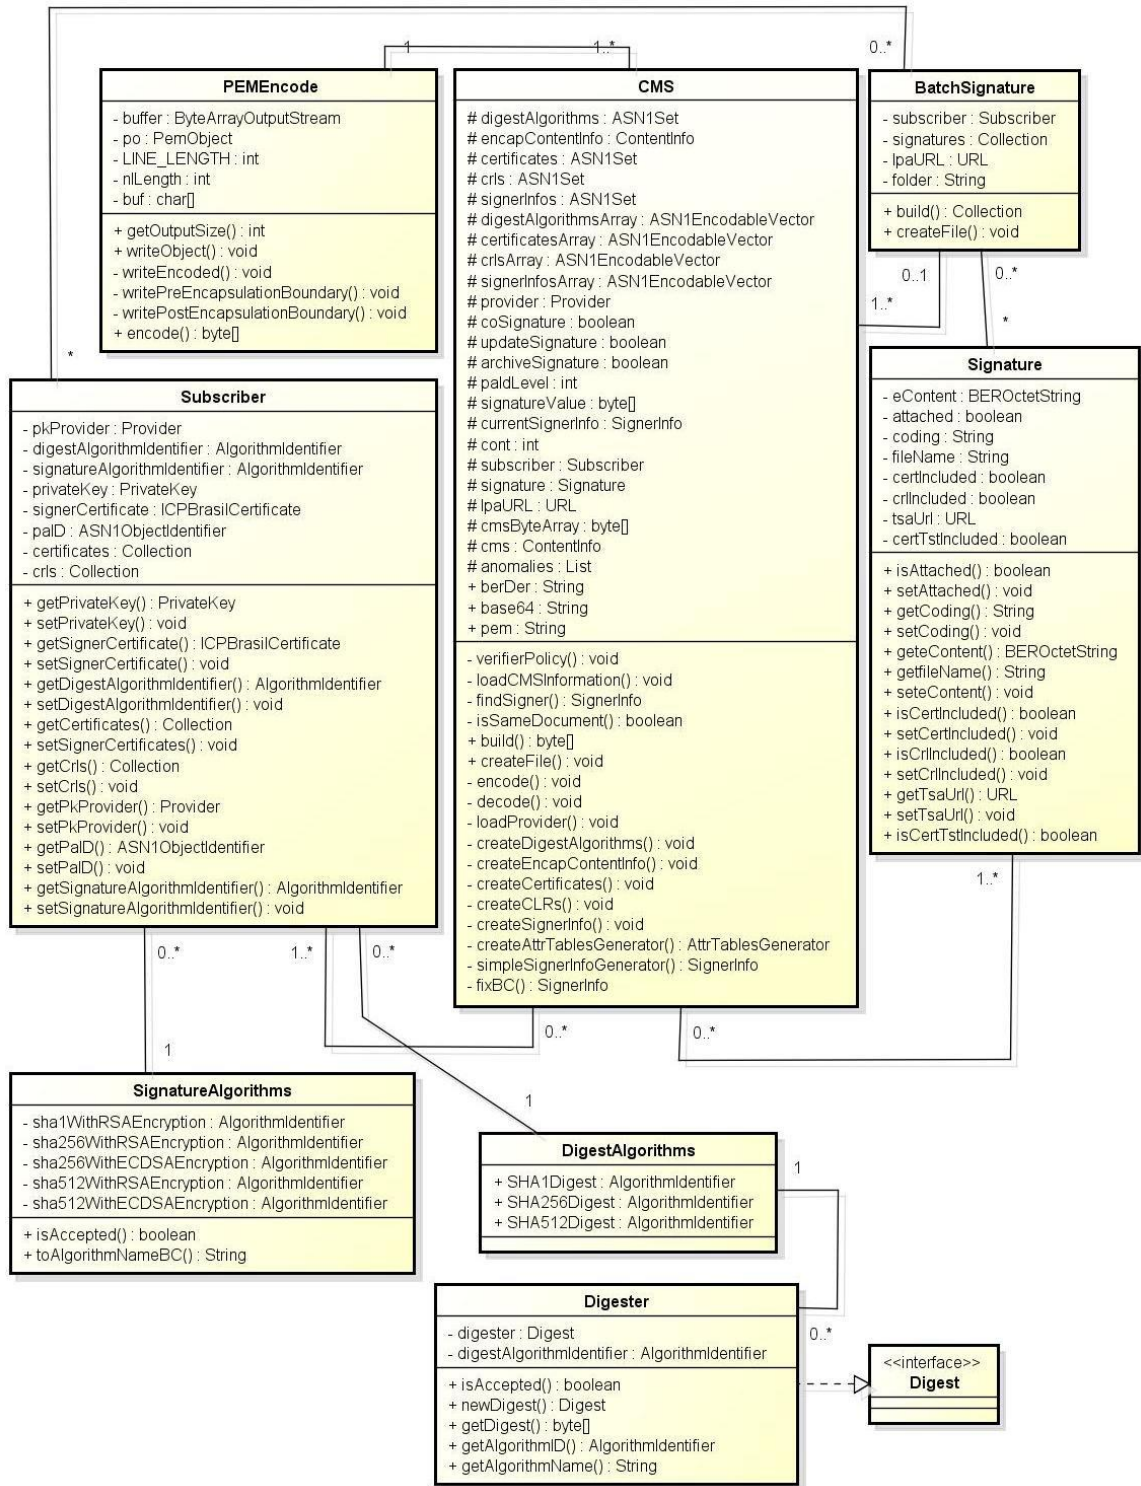 1
1..*
0..*
PEMEncode
- buffer : ByteArrayOutputStream
- po : PemObject
- LINE_LENGTH : int
- nlLength : int
- buf : char[]
+ getOutputSize() : int
+ writeObject() : void
- writeEncoded() : void
- writePreEncapsulationBoundary() : void
- writePostEncapsulationBoundary() : void
+ encode() : byte[]
CMS
# digestAlgorithms : ASN1Set
# encapContentInfo : ContentInfo
# certificates : ASN1Set
# crls : ASN1Set
# signerInfos : ASN1Set
# digestAlgorithmsArray : ASN1EncodableVector
# certificatesArray : ASN1EncodableVector
# crlsArray : ASN1EncodableVector
# signerInfosArray : ASN1EncodableVector
# provider : Provider
# coSignature : boolean
# updateSignature : boolean
# archiveSignature : boolean
# paIdLevel : int
# signatureValue : byte[]
# currentSignerInfo : SignerInfo
# cont : int
# subscriber : Subscriber
# signature : Signature
# lpaURL : URL
# cmsByteArray : byte[]
# cms : ContentInfo
# anomalies : List
+ berDer : String
+ base64 : String
+ pem : String
- verifierPolicy() : void
- loadCMSInformation() : void
- findSigner() : SignerInfo
- isSameDocument() : boolean
+ build() : byte[]
+ createFile() : void
- encode() : void
- decode() : void
- loadProvider() : void
- createDigestAlgorithms() : void
- createEncapContentInfo() : void
- createCertificates() : void
- createCLRs() : void
- createSignerInfo() : void
- createAttrTablesGenerator() : AttrTablesGenerator
- simpleSignerInfoGenerator() : SignerInfo
- fixBC() : SignerInfo
BatchSignature
- subscriber : Subscriber
- signatures : Collection
- lpaURL : URL
- folder : String
+ build() : Collection
+ createFile() : void
0..1
0..*
1..*
*
*
Subscriber
- pkProvider : Provider
- digestAlgorithmIdentifier : AlgorithmIdentifier
- signatureAlgorithmIdentifier : AlgorithmIdentifier
- privateKey : PrivateKey
- signerCertificate : ICPBrasilCertificate
- paID : ASN1ObjectIdentifier
- certificates : Collection
- crls : Collection
+ getPrivateKey() : PrivateKey
+ setPrivateKey() : void
+ getSignerCertificate() : ICPBrasilCertificate
+ setSignerCertificate() : void
+ getDigestAlgorithmIdentifier() : AlgorithmIdentifier
+ setDigestAlgorithmIdentifier() : void
+ getCertificates() : Collection
+ setSignerCertificates() : void
+ getCrls() : Collection
+ setCrls() : void
+ getPkProvider() : Provider
+ setPkProvider() : void
+ getPaID() : ASN1ObjectIdentifier
+ setPaID() : void
+ getSignatureAlgorithmIdentifier() : AlgorithmIdentifier
+ setSignatureAlgorithmIdentifier() : void
Signature
- eContent : BEROctetString
- attached : boolean
- coding : String
- fileName : String
- certIncluded : boolean
- crlIncluded : boolean
- tsaUrl : URL
- certTstIncluded : boolean
+ isAttached() : boolean
+ setAttached() : void
+ getCoding() : String
+ setCoding() : void
+ geteContent() : BEROctetString
+ getfileName() : String
+ seteContent() : void
+ isCertIncluded() : boolean
+ setCertIncluded() : void
+ isCrlIncluded() : boolean
+ setCrlIncluded() : void
+ getTsaUrl() : URL
+ setTsaUrl() : void
+ isCertTstIncluded() : boolean
0..*
1..*
0..*
0..*
0..*
1..*
1
1
SignatureAlgorithms
- sha1WithRSAEncryption : AlgorithmIdentifier
- sha256WithRSAEncryption : AlgorithmIdentifier
- sha256WithECDSAEncryption : AlgorithmIdentifier
- sha512WithRSAEncryption : AlgorithmIdentifier
- sha512WithECDSAEncryption : AlgorithmIdentifier
+ isAccepted() : boolean
+ toAlgorithmNameBC() : String
DigestAlgorithms
+ SHA1Digest : AlgorithmIdentifier
+ SHA256Digest : AlgorithmIdentifier
+ SHA512Digest : AlgorithmIdentifier
1
0..*
Digester
- digester : Digest
- digestAlgorithmIdentifier : AlgorithmIdentifier
+ isAccepted() : boolean
+ newDigest() : Digest
+ getDigest() : byte[]
+ getAlgorithmID() : AlgorithmIdentifier
+ getAlgorithmName() : String
<<interface>>
Digest